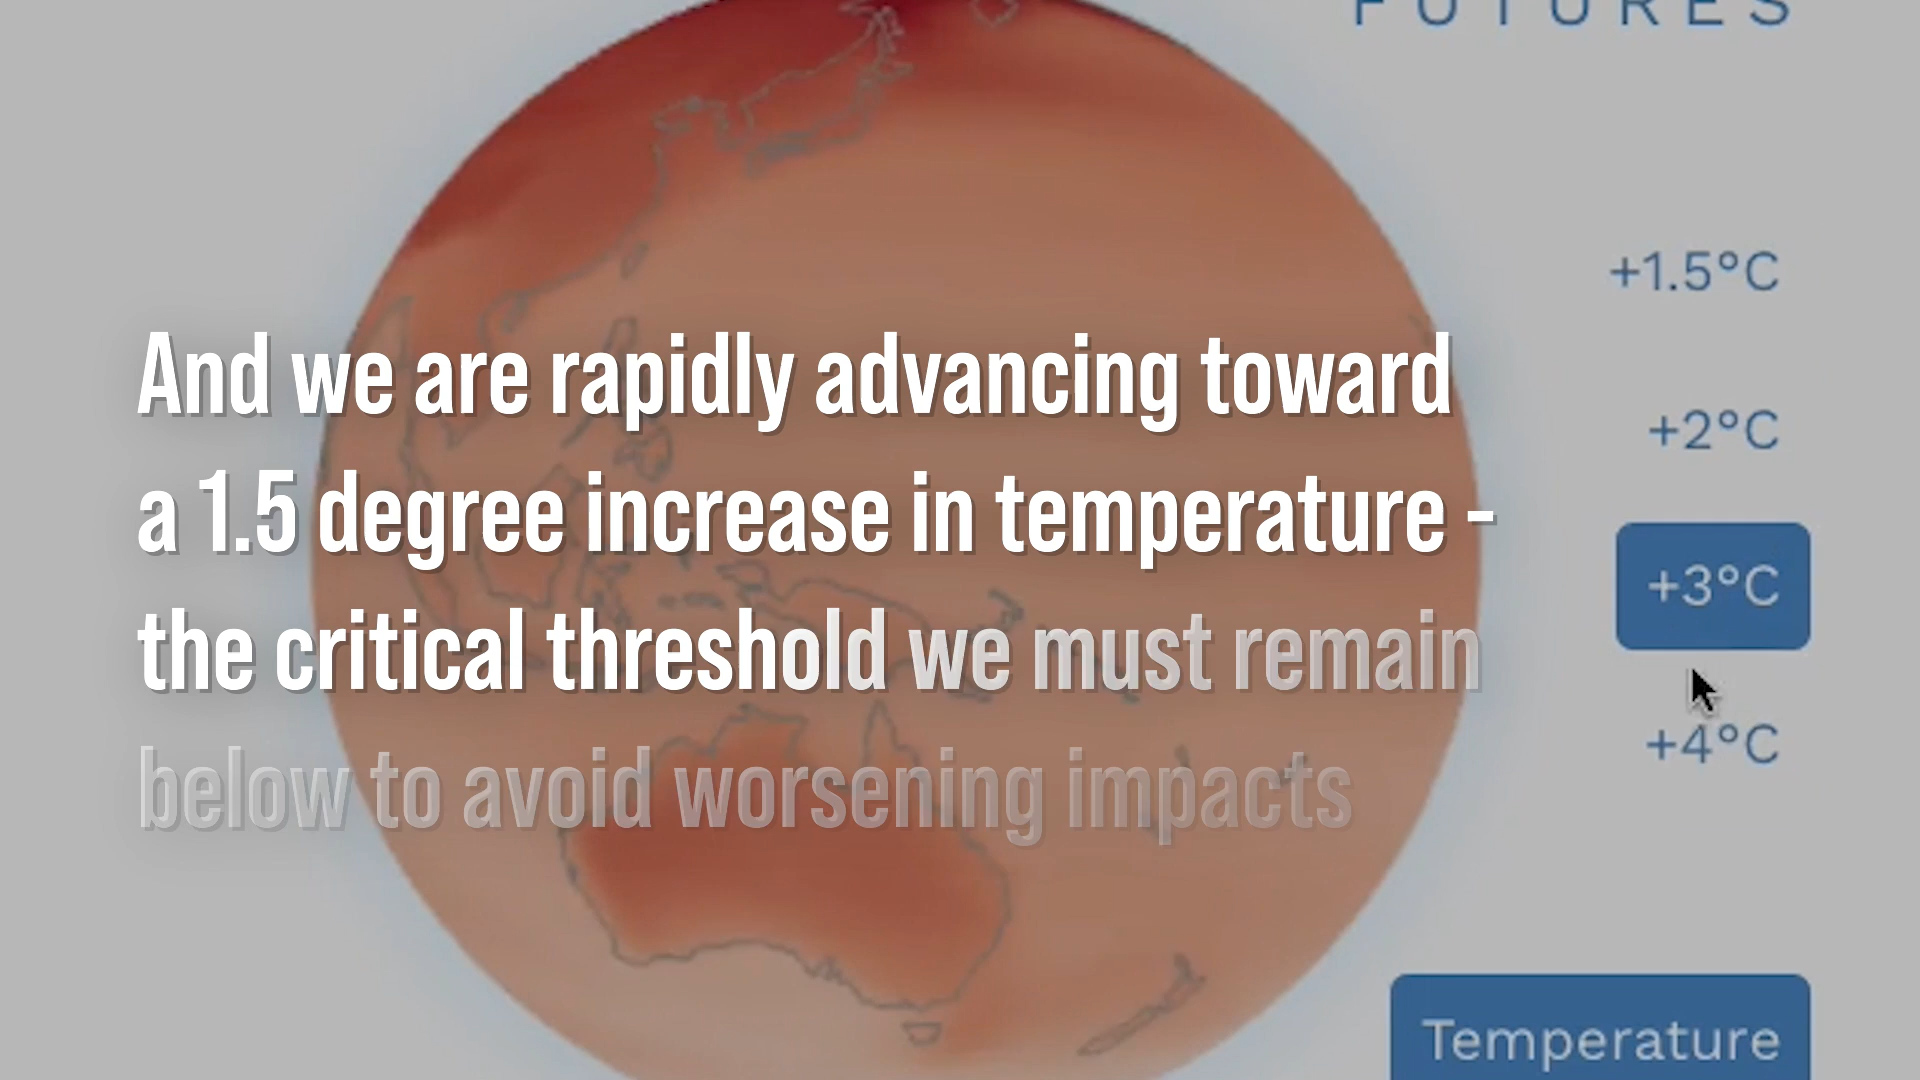 FUTURES
+1.5°C
And we are rapidly advancing toward
a 1.5 degree increase in temperature -
the critical threshold we must remain
below to avoid worsening impacts
+2°C
+3°C
+4°C
Temperature